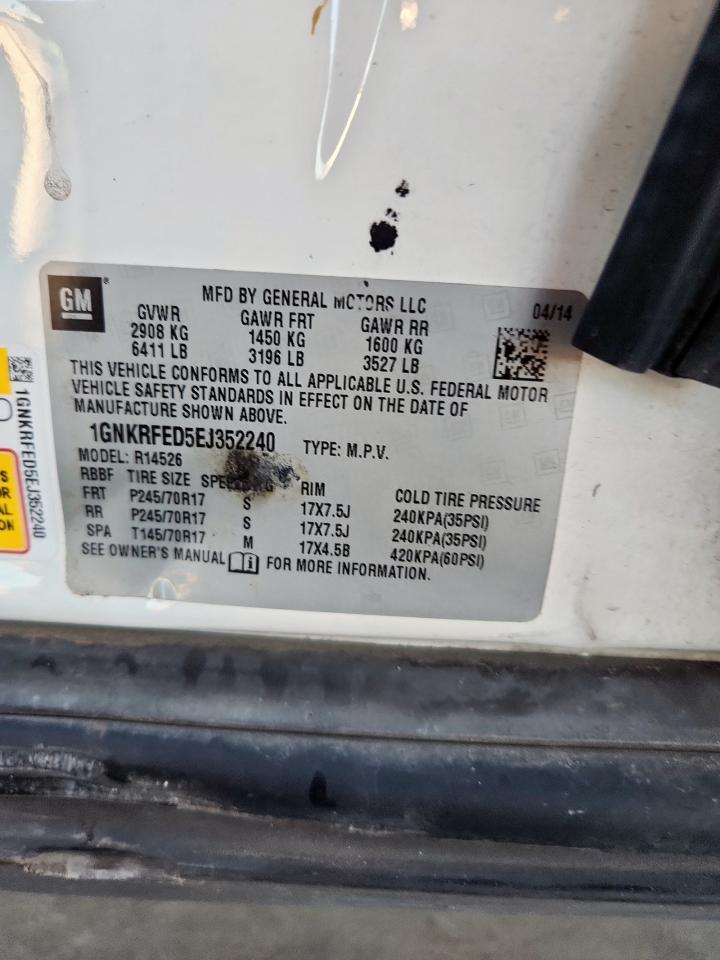 GM
MFD BY GENERAL MOTORS LLC
04/14
GVWR GAWR FRT GAWR RR
2908 KG 1450 KG 1600 KG
6411 LB 3196 LB 3527 LB
THIS VEHICLE CONFORMS TO ALL APPLICABLE U.S. FEDERAL MOTOR
VEHICLE SAFETY STANDARDS IN EFFECT ON THE DATE OF
MANUFACTURE SHOWN ABOVE.
1GNKRFED5EJ352240 TYPE: M.P.V.
MODEL: R14526
RBBF TIRE SIZE RIM COLD TIRE PRESSURE
FRT P245/70R17 S 17X7.5J 240KPA(35PSI)
RR P245/70R17 S 17X7.5J 240KPA(35PSI)
SPA T145/70R17 M 17X4.5B 420KPA(60PSI)
SEE OWNER'S MANUAL FOR MORE INFORMATION.
1GNKRFED5EJ352240